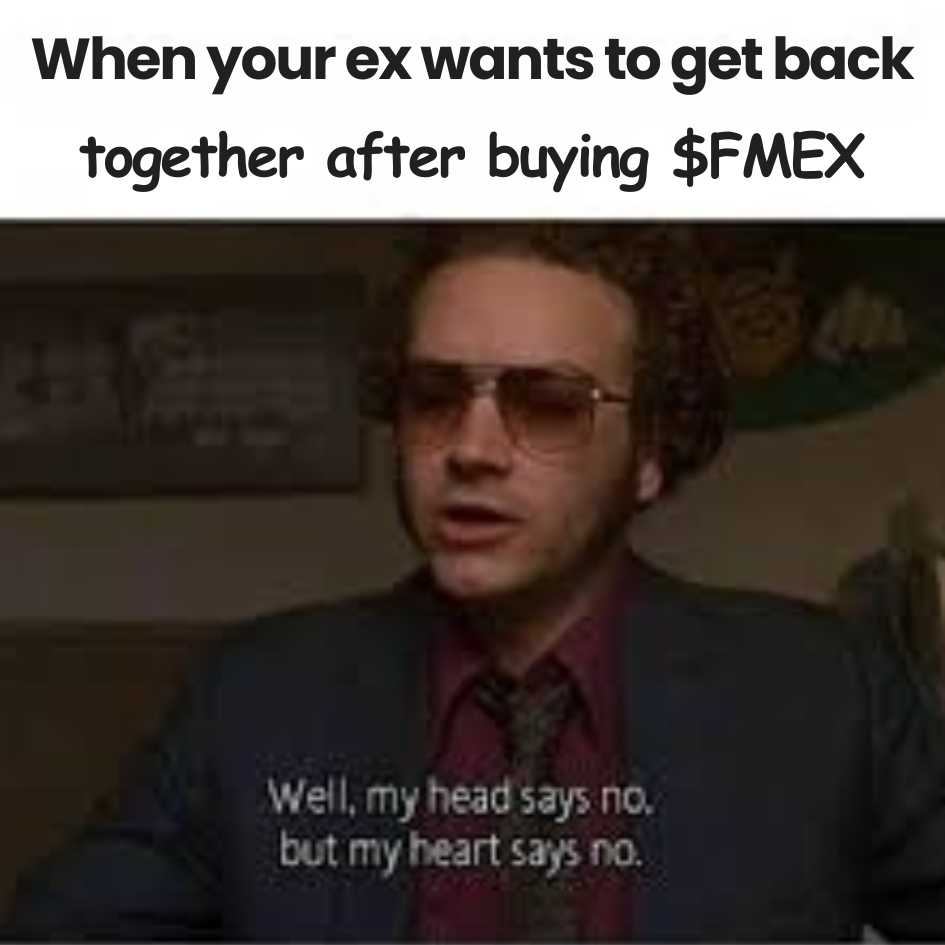 When your ex wants to get back
together after buying $FMEX
Well, my head says no,
but my heart says no.